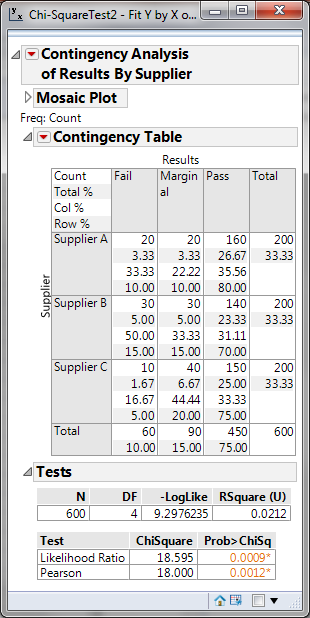 Chi-SquareTest2 - Fit Y by X o...
Contingency Analysis
of Results By Supplier
Mosaic Plot
Freq: Count
Contingency Table
Results
Count Fail Margin Pass Total
Total % al
Col %
Row %
Supplier
Supplier A 20 20 160 200
3.33 3.33 26.67 33.33
33.33 22.22 35.56
10.00 10.00 80.00
Supplier B 30 30 140 200
5.00 5.00 23.33 33.33
50.00 33.33 31.11
15.00 15.00 70.00
Supplier C 10 40 150 200
1.67 6.67 25.00 33.33
16.67 44.44 33.33
5.00 20.00 75.00
Total 60 90 450 600
10.00 15.00 75.00
Tests
N DF -LogLike RSquare (U)
600 4 9.2976235 0.0212
Test ChiSquare Prob>ChiSq
Likelihood Ratio 18.595 0.0009*
Pearson 18.000 0.0012*